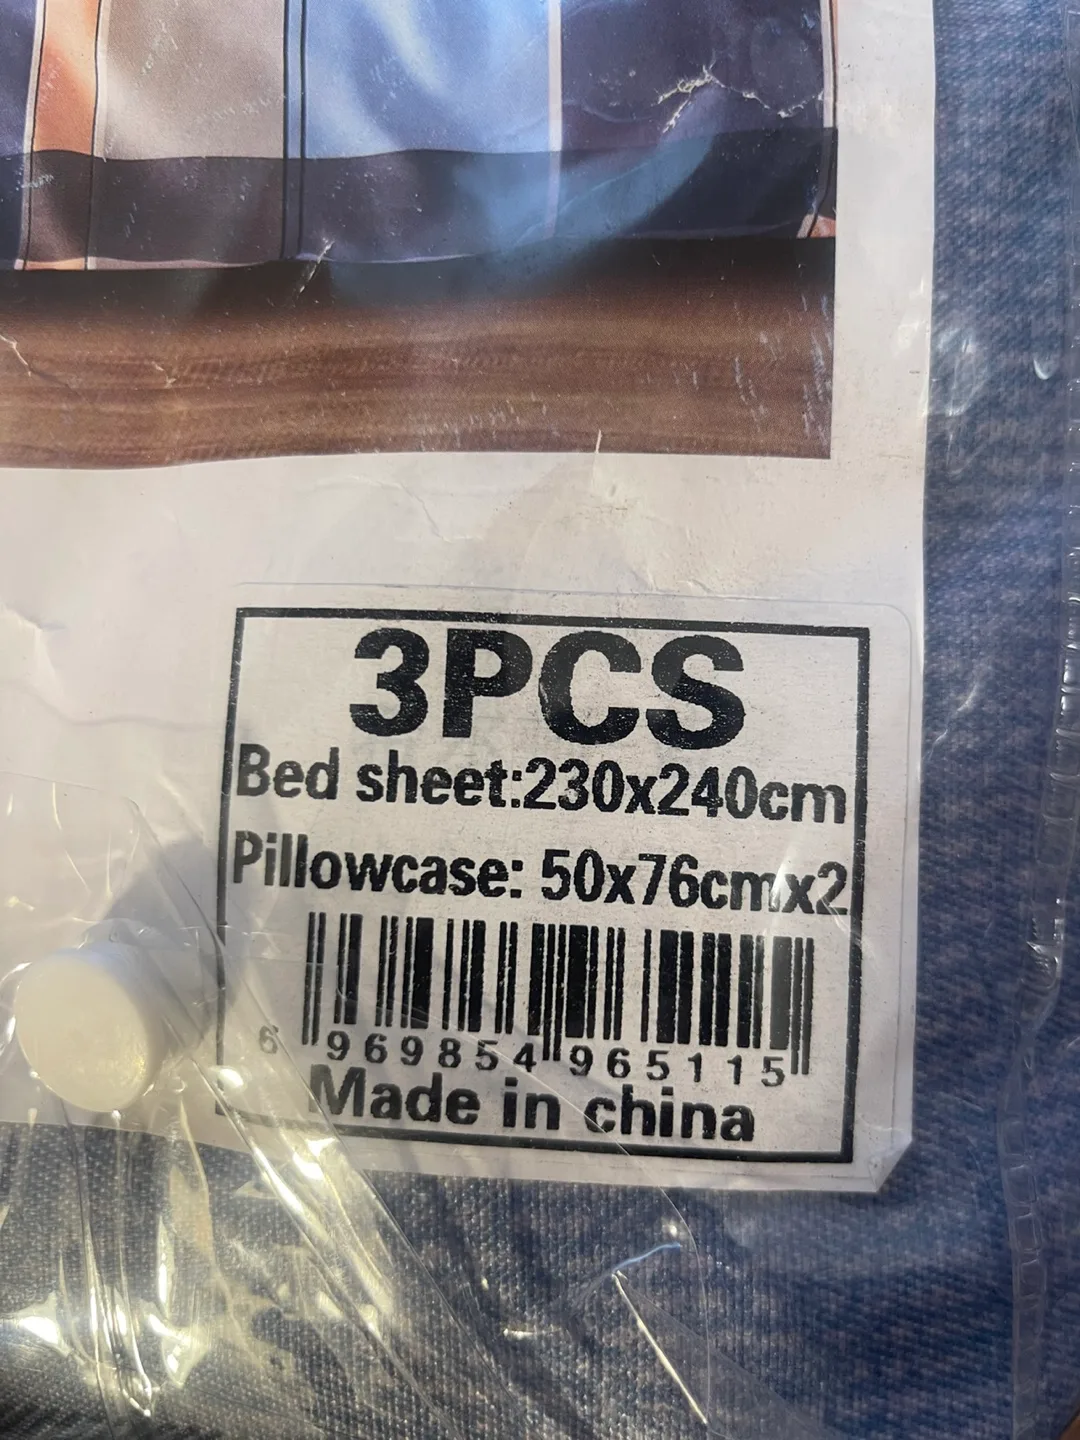 3PCS
Bed sheet:230x240cm
Pillowcase: 50x76cmx2
6 969854 965115
Made in china